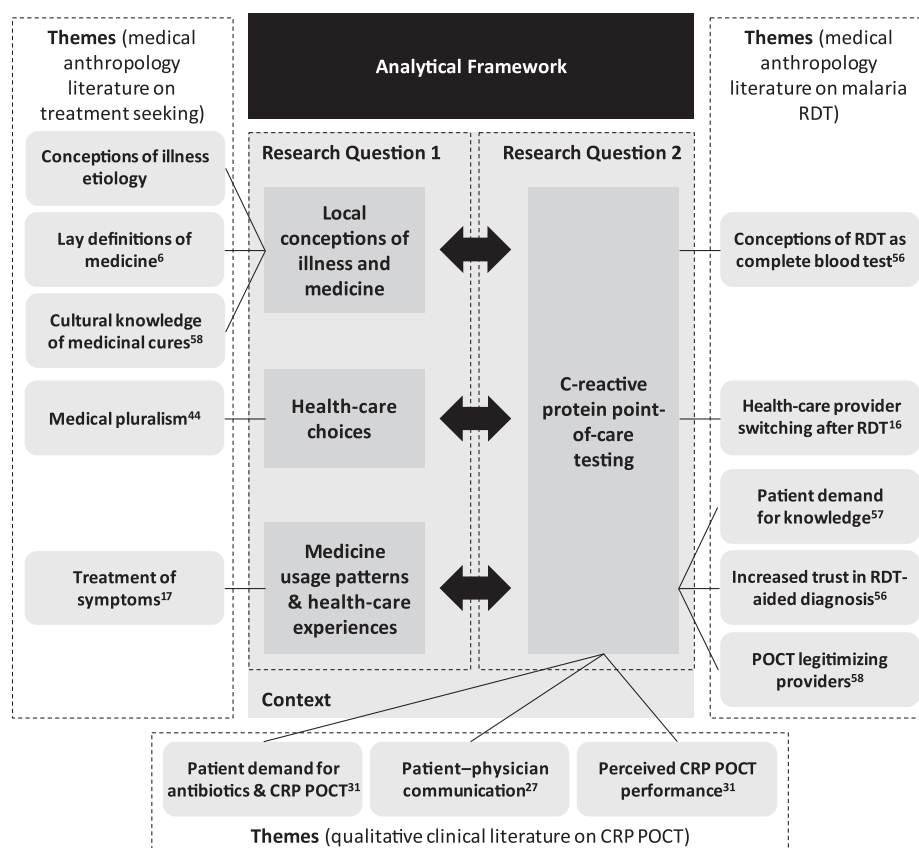 Themes (medical
anthropology
literature on
treatment seeking)
Conceptions of illness
etiology
Lay definitions of
medicine⁶
Cultural knowledge
of medicinal cures⁵⁸
Medical pluralism⁴⁴
Treatment of
symptoms¹⁷
Analytical Framework
Research Question 1
Local
conceptions of
illness and
medicine
Health-care
choices
Medicine
usage patterns
& health-care
experiences
Research Question 2
C-reactive
protein point-
of-care
testing
Context
Themes (medical
anthropology
literature on malaria
RDT)
Conceptions of RDT as
complete blood test⁵⁶
Health-care provider
switching after RDT¹⁶
Patient demand
for knowledge⁵⁷
Increased trust in RDT-
aided diagnosis⁵⁶
POCT legitimizing
providers⁵⁸
Patient demand for
antibiotics & CRP POCT³¹
Patient–physician
communication²⁷
Perceived CRP POCT
performance³¹
Themes (qualitative clinical literature on CRP POCT)